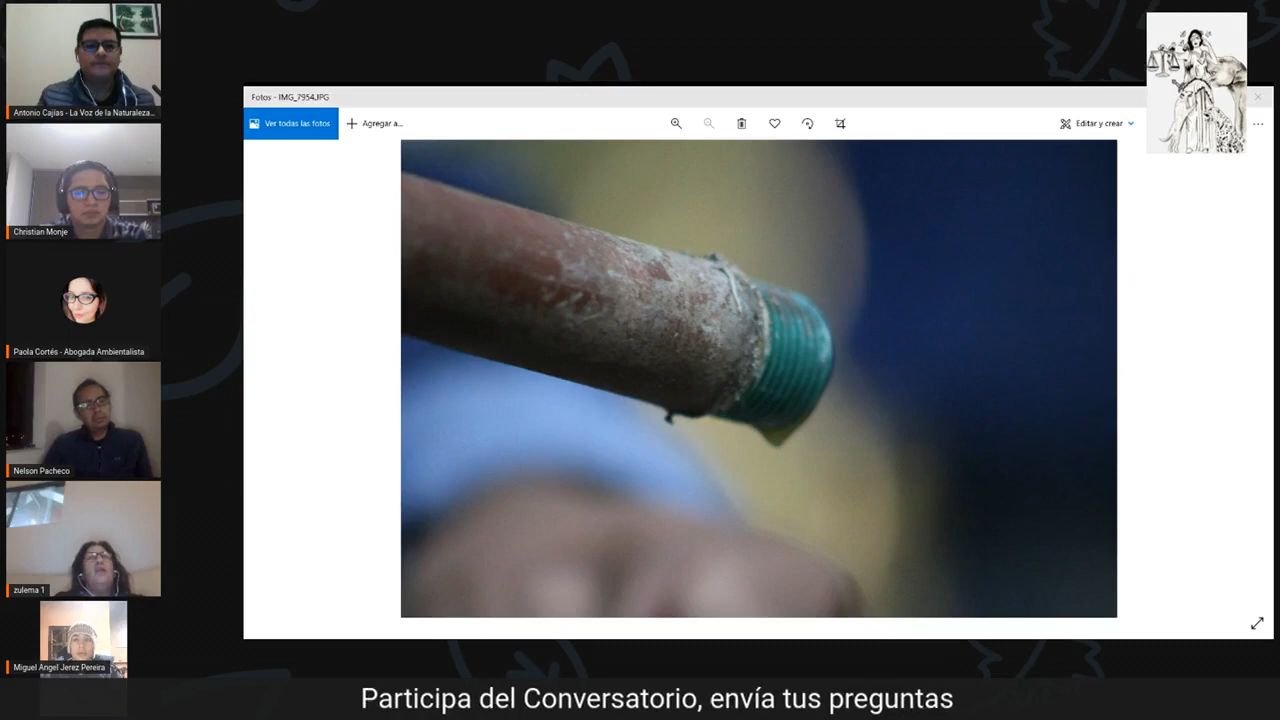 Antonio Cajías - La Voz de la Naturaleza...
Christian Monje
Paola Cortés - Abogada Ambientalista
Nelson Pacheco
zulema 1
Miguel Angel Jerez Pereira
Fotos - IMG_7954.JPG
Ver todas las fotos
Agregar a...
Editar y crear
Participa del Conversatorio, envía tus preguntas